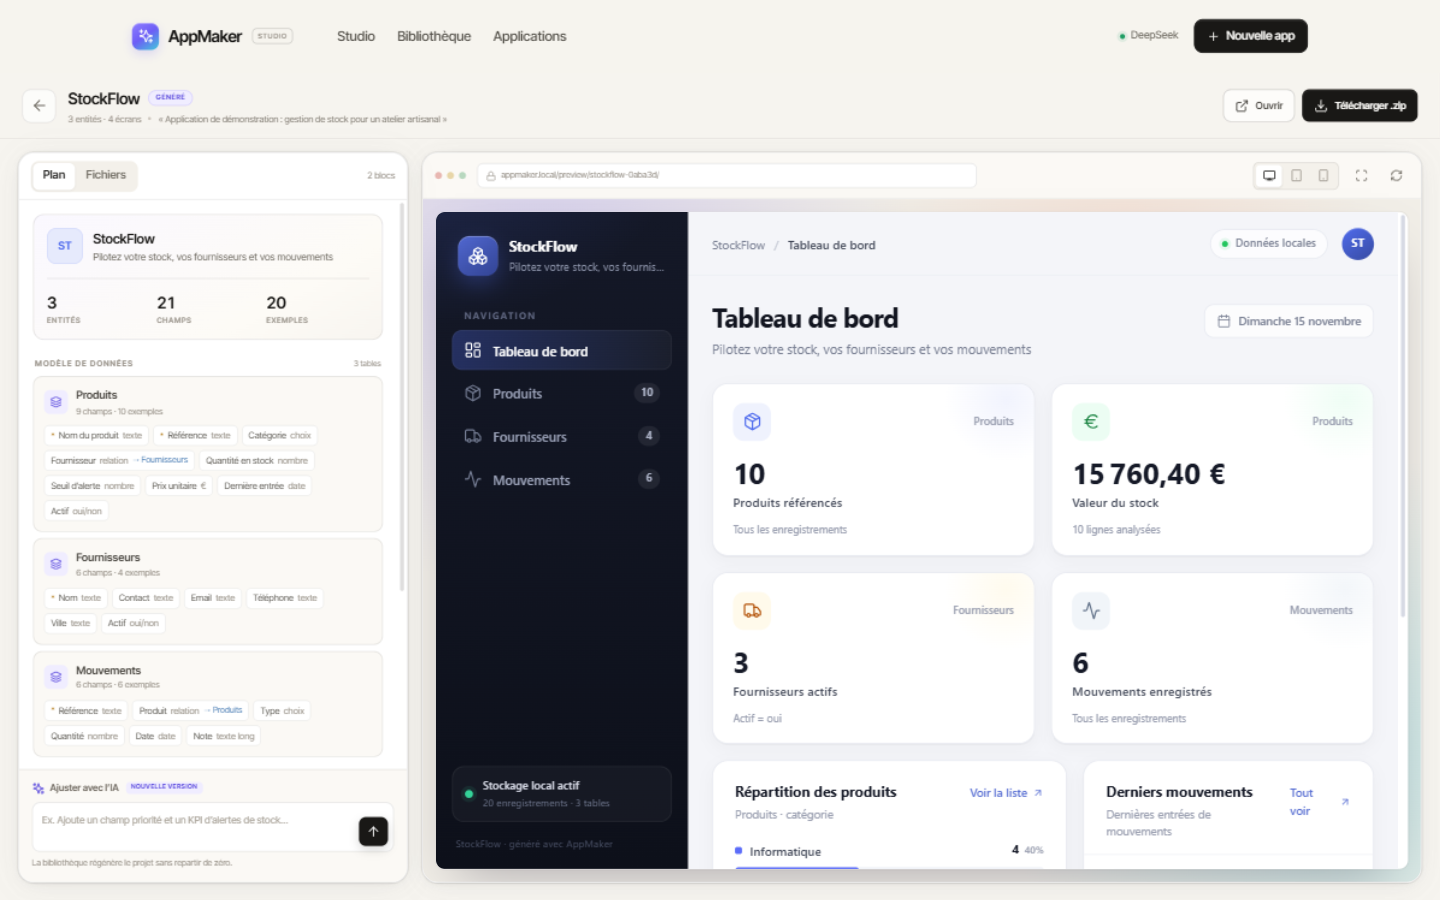 AppMaker STUDIO Studio Bibliothèque Applications DeepSeek + Nouvelle app
StockFlow GÉNÉRÉ
3 entités · 4 écrans • « Application de démonstration : gestion de stock pour un atelier artisanal »
Ouvrir Télécharger .zip
Plan Fichiers 2 blocs
ST StockFlow
Pilotez votre stock, vos fournisseurs et vos mouvements
3 21 20
ENTITÉS CHAMPS EXEMPLES
MODÈLE DE DONNÉES 3 tables
Produits
9 champs · 10 exemples
* Nom du produit texte * Référence texte Catégorie choix
Fournisseur relation → Fournisseurs Quantité en stock nombre
Seuil d'alerte nombre Prix unitaire € Dernière entrée date
Actif oui/non
Fournisseurs
6 champs · 4 exemples
* Nom texte Contact texte Email texte Téléphone texte
Ville texte Actif oui/non
Mouvements
6 champs · 6 exemples
* Référence texte Produit relation → Produits Type choix
Quantité nombre Date date Note texte long
Ajuster avec l'IA NOUVELLE VERSION
Ex. Ajoute un champ priorité et un KPI d'alertes de stock...
La bibliothèque régénère le projet sans repartir de zéro.
appmaker.local/preview/stockflow-0aba3d/
StockFlow
Pilotez votre stock, vos fournis...
NAVIGATION
Tableau de bord
Produits 10
Fournisseurs 4
Mouvements 6
Stockage local actif
20 enregistrements · 3 tables
StockFlow · généré avec AppMaker
StockFlow / Tableau de bord Données locales ST
Tableau de bord
Pilotez votre stock, vos fournisseurs et vos mouvements
Dimanche 15 novembre
Produits
10
Produits référencés
Tous les enregistrements
€ Produits
15 760,40 €
Valeur du stock
10 lignes analysées
Fournisseurs
3
Fournisseurs actifs
Actif = oui
Mouvements
6
Mouvements enregistrés
Tous les enregistrements
Répartition des produits Voir la liste ↗
Produits · catégorie
Informatique 4 40%
Derniers mouvements
Dernières entrées de
mouvements
Tout
voir ↗